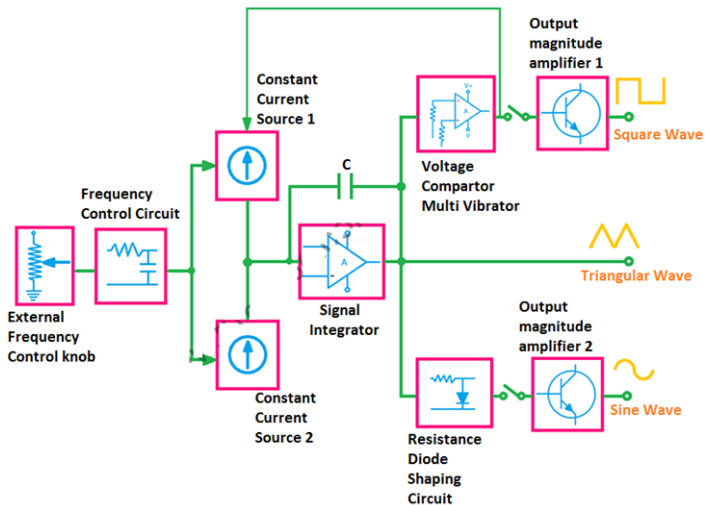 Output
magnitude
amplifier 1
Constant
Current
Source 1
V+
A
V-
Square Wave
C
Voltage
Compartor
Multi Vibrator
Frequency
Control Circuit
A
Triangular Wave
External
Frequency
Control knob
Signal
Integrator
Output
magnitude
amplifier 2
Constant
Current
Source 2
Sine Wave
Resistance
Diode
Shaping
Circuit